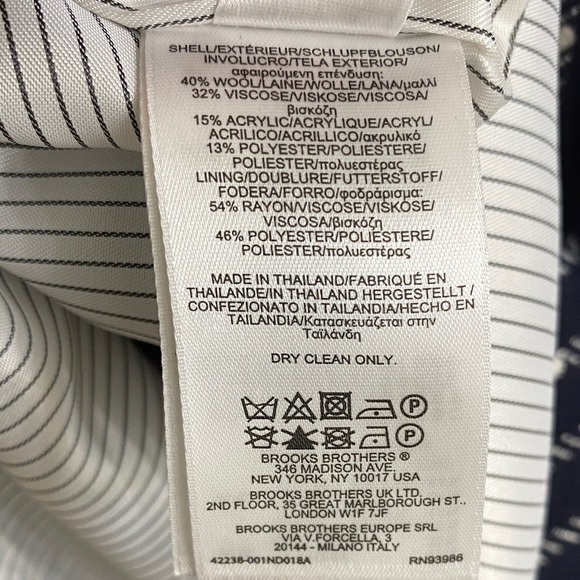 SHELL/EXTÉRIEUR/SCHLUPFBLOUSON/
INVOLUCRO/TELA EXTERIOR/
αφαιρούμενη επένδυση:
40% WOOL/LAINE/WOLLE/LANA/μαλλί
32% VISCOSE/VISKOSE/VISCOSA/
βισκόζη
15% ACRYLIC/ACRYLIQUE/ACRYL/
ACRILICO/ACRÍLICO/ακρυλικό
13% POLYESTER/POLIESTERE/
POLIESTER/πολυεστέρας
LINING/DOUBLURE/FUTTERSTOFF/
FODERA/FORRO/φοδράρισμα:
54% RAYON/VISCOSE/VISKOSE/
VISCOSA/βισκόζη
46% POLYESTER/POLIESTERE/
POLIESTER/πολυεστέρας
MADE IN THAILAND/FABRIQUÉ EN
THAILANDE/IN THAILAND HERGESTELLT /
CONFEZIONATO IN TAILANDIA/HECHO EN
TAILANDIA/Κατασκευάζεται στην
Ταϊλάνδη
DRY CLEAN ONLY.
P
P
BROOKS BROTHERS ®
346 MADISON AVE.
NEW YORK, NY 10017 USA
BROOKS BROTHERS UK LTD.
2ND FLOOR, 35 GREAT MARLBOROUGH ST.,
LONDON W1F 7JF
BROOKS BROTHERS EUROPE SRL
VIA V.FORCELLA, 3
20144 - MILANO ITALY
42238-001ND018A RN93986